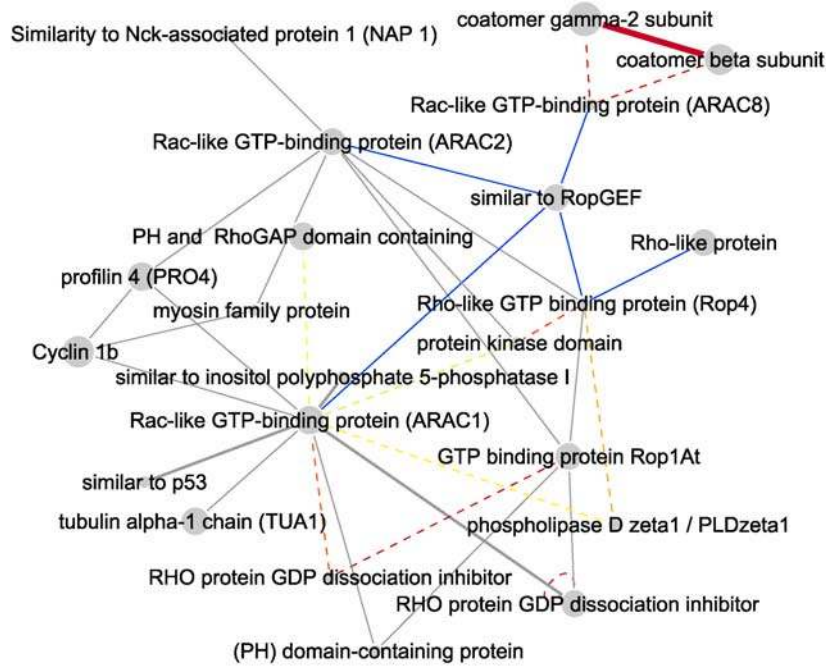 coatomer gamma-2 subunit
Similarity to Nck-associated protein 1 (NAP 1)
coatomer beta subunit
Rac-like GTP-binding protein (ARAC8)
Rac-like GTP-binding protein (ARAC2)
similar to RopGEF
PH and RhoGAP domain containing
Rho-like protein
profilin 4 (PRO4)
myosin family protein
Rho-like GTP binding protein (Rop4)
protein kinase domain
Cyclin 1b
similar to inositol polyphosphate 5-phosphatase I
Rac-like GTP-binding protein (ARAC1)
GTP binding protein Rop1At
similar to p53
tubulin alpha-1 chain (TUA1)
phospholipase D zeta1 / PLDzeta1
RHO protein GDP dissociation inhibitor
RHO protein GDP dissociation inhibitor
(PH) domain-containing protein